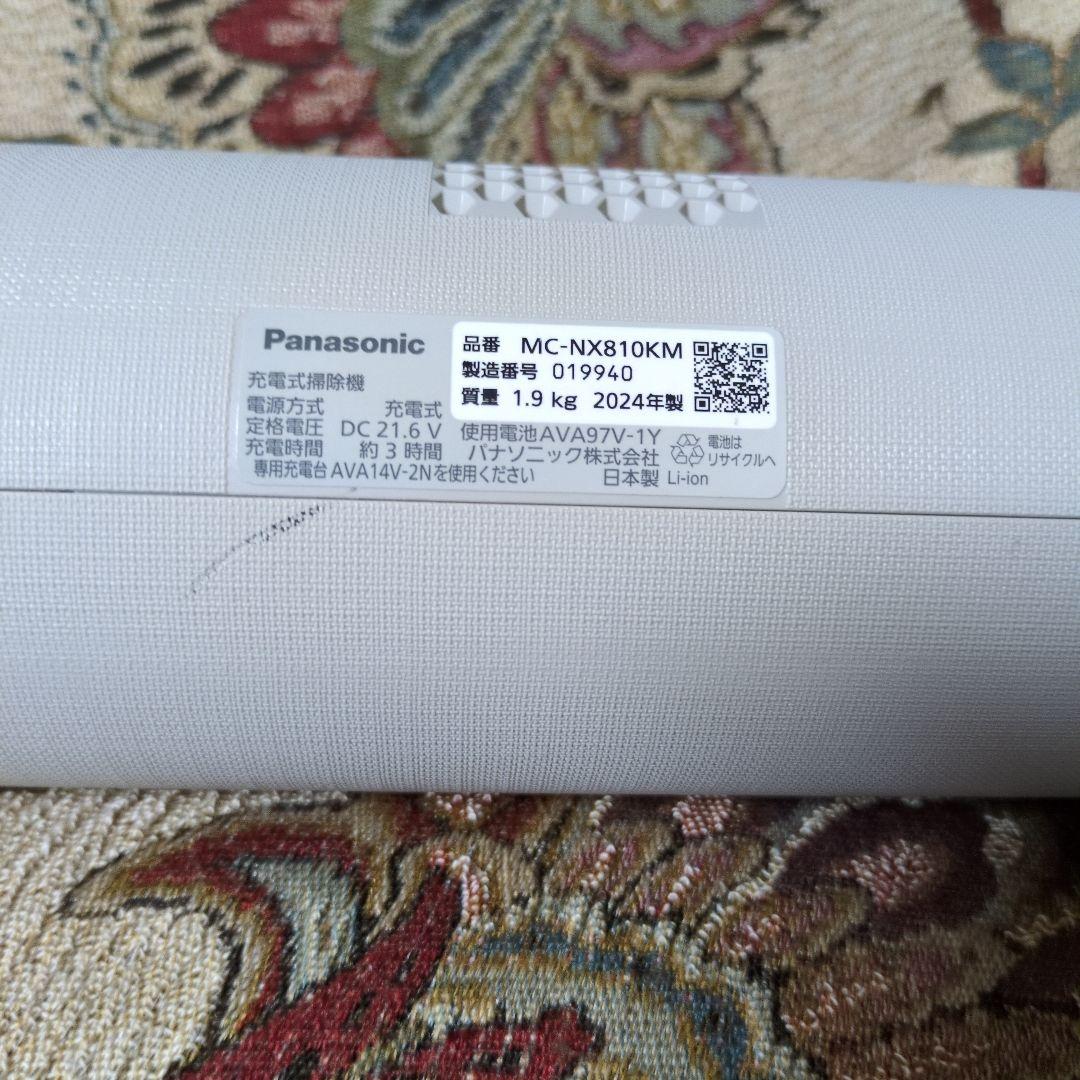 Panasonic
充電式掃除機
品番 MC-NX810KM
製造番号 019940
質量 1.9 kg 2024年製
電源方式 充電式
定格電圧 DC 21.6 V
充電時間 約 3 時間
専用充電台 AVA14V-2Nを使用ください
使用電池 AVA97V-1Y
パナソニック株式会社
日本製
電池は
リサイクルへ
Li-ion